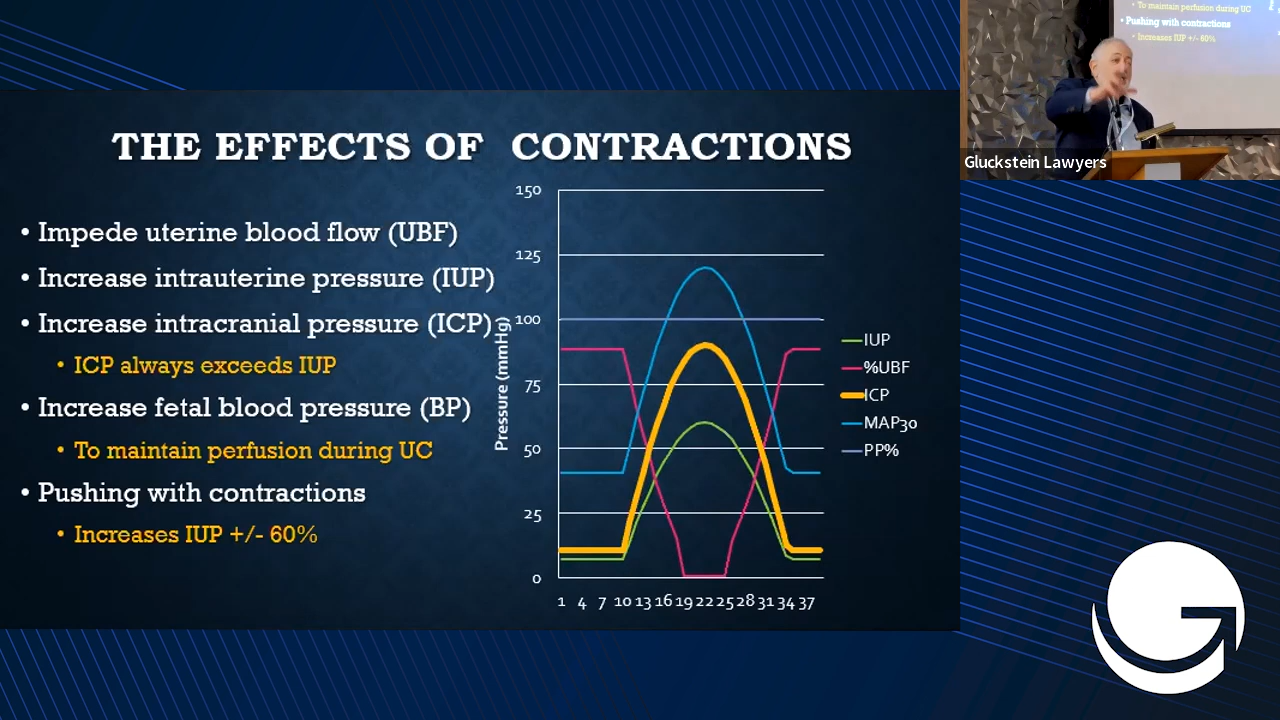 THE EFFECTS OF CONTRACTIONS
• Impede uterine blood flow (UBF)
• Increase intrauterine pressure (IUP)
• Increase intracranial pressure (ICP)
• ICP always exceeds IUP
• Increase fetal blood pressure (BP)
• To maintain perfusion during UC
• Pushing with contractions
• Increases IUP +/- 60%
Pressure (mmHg)
150
125
100
75
50
25
0
1 4 7 10 13 16 19 22 25 28 31 34 37
IUP
%UBF
ICP
MAP30
PP%
• To maintain perfusion during UC
• Pushing with contractions
• Increases IUP +/- 60%
Gluckstein Lawyers
G